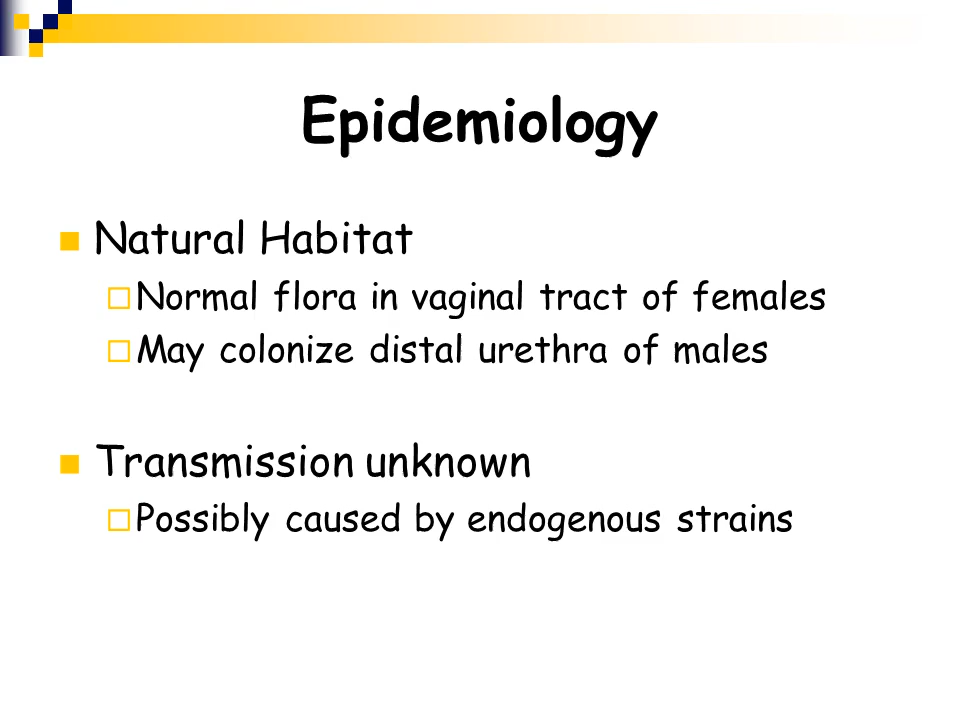 Epidemiology
Natural Habitat
Normal flora in vaginal tract of females
May colonize distal urethra of males
Transmission unknown
Possibly caused by endogenous strains